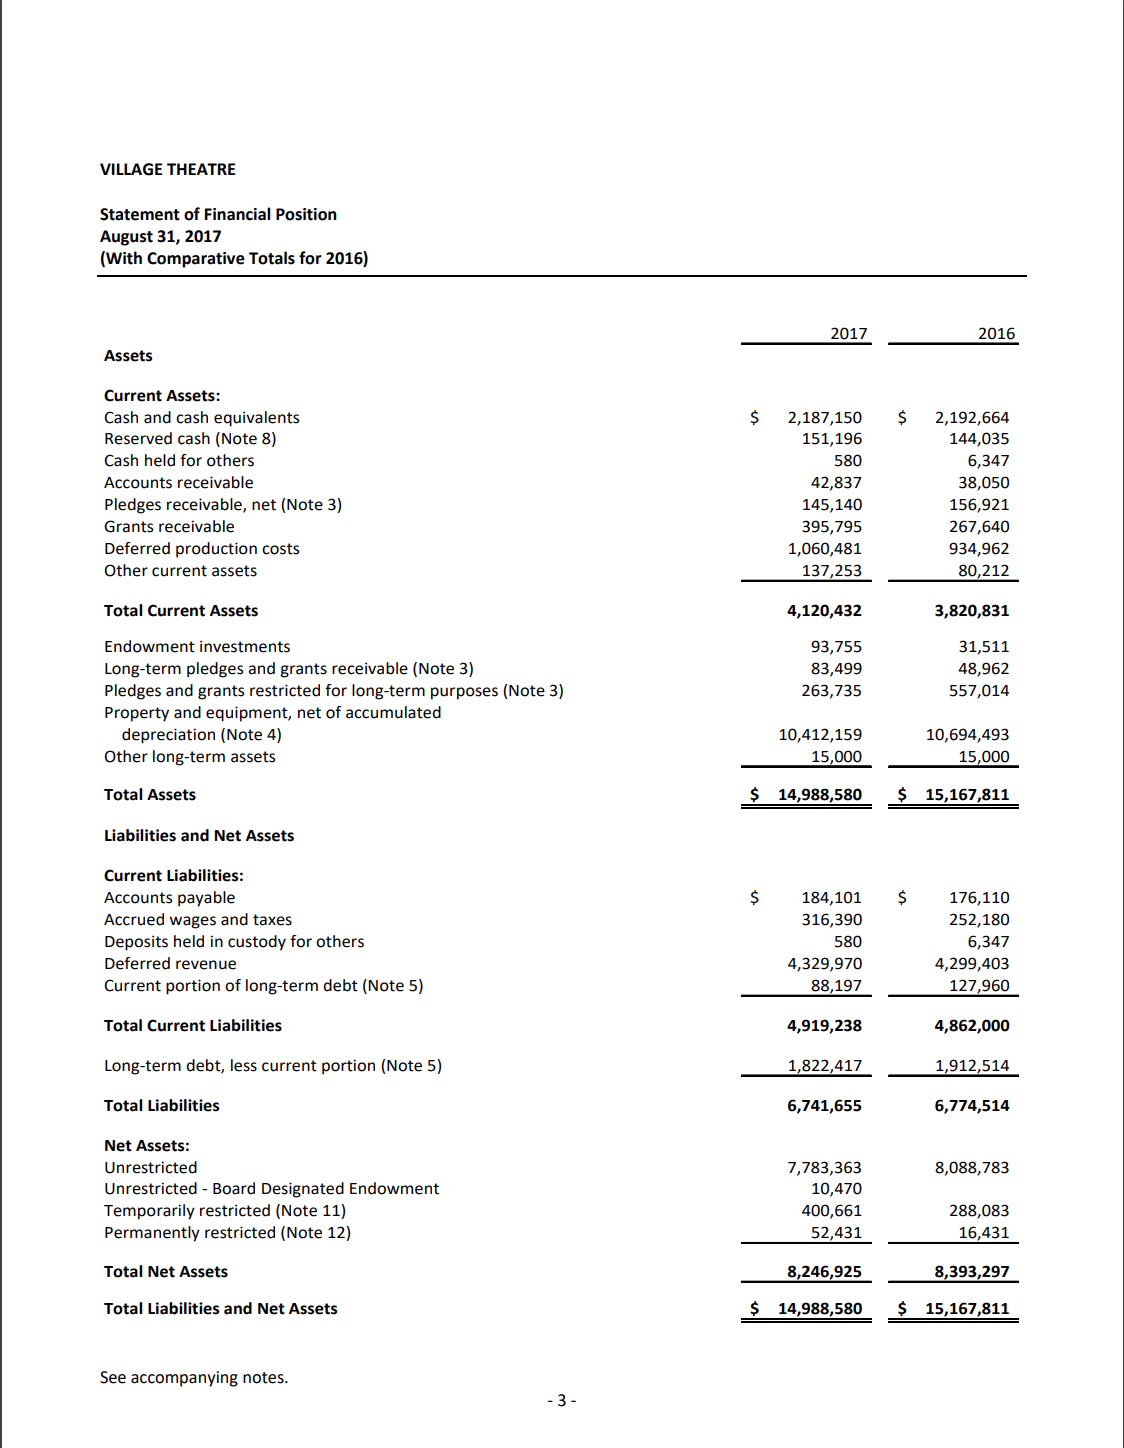 VILLAGE THEATRE
Statement of Financial Position
August 31, 2017
(With Comparative Totals for 2016)
2017 2016
Assets
Current Assets:
Cash and cash equivalents $ 2,187,150 $ 2,192,664
Reserved cash (Note 8) 151,196 144,035
Cash held for others 580 6,347
Accounts receivable 42,837 38,050
Pledges receivable, net (Note 3) 145,140 156,921
Grants receivable 395,795 267,640
Deferred production costs 1,060,481 934,962
Other current assets 137,253 80,212
Total Current Assets 4,120,432 3,820,831
Endowment investments 93,755 31,511
Long-term pledges and grants receivable (Note 3) 83,499 48,962
Pledges and grants restricted for long-term purposes (Note 3) 263,735 557,014
Property and equipment, net of accumulated
depreciation (Note 4) 10,412,159 10,694,493
Other long-term assets 15,000 15,000
Total Assets $ 14,988,580 $ 15,167,811
Liabilities and Net Assets
Current Liabilities:
Accounts payable $ 184,101 $ 176,110
Accrued wages and taxes 316,390 252,180
Deposits held in custody for others 580 6,347
Deferred revenue 4,329,970 4,299,403
Current portion of long-term debt (Note 5) 88,197 127,960
Total Current Liabilities 4,919,238 4,862,000
Long-term debt, less current portion (Note 5) 1,822,417 1,912,514
Total Liabilities 6,741,655 6,774,514
Net Assets:
Unrestricted 7,783,363 8,088,783
Unrestricted - Board Designated Endowment 10,470
Temporarily restricted (Note 11) 400,661 288,083
Permanently restricted (Note 12) 52,431 16,431
Total Net Assets 8,246,925 8,393,297
Total Liabilities and Net Assets $ 14,988,580 $ 15,167,811
See accompanying notes.
- 3 -